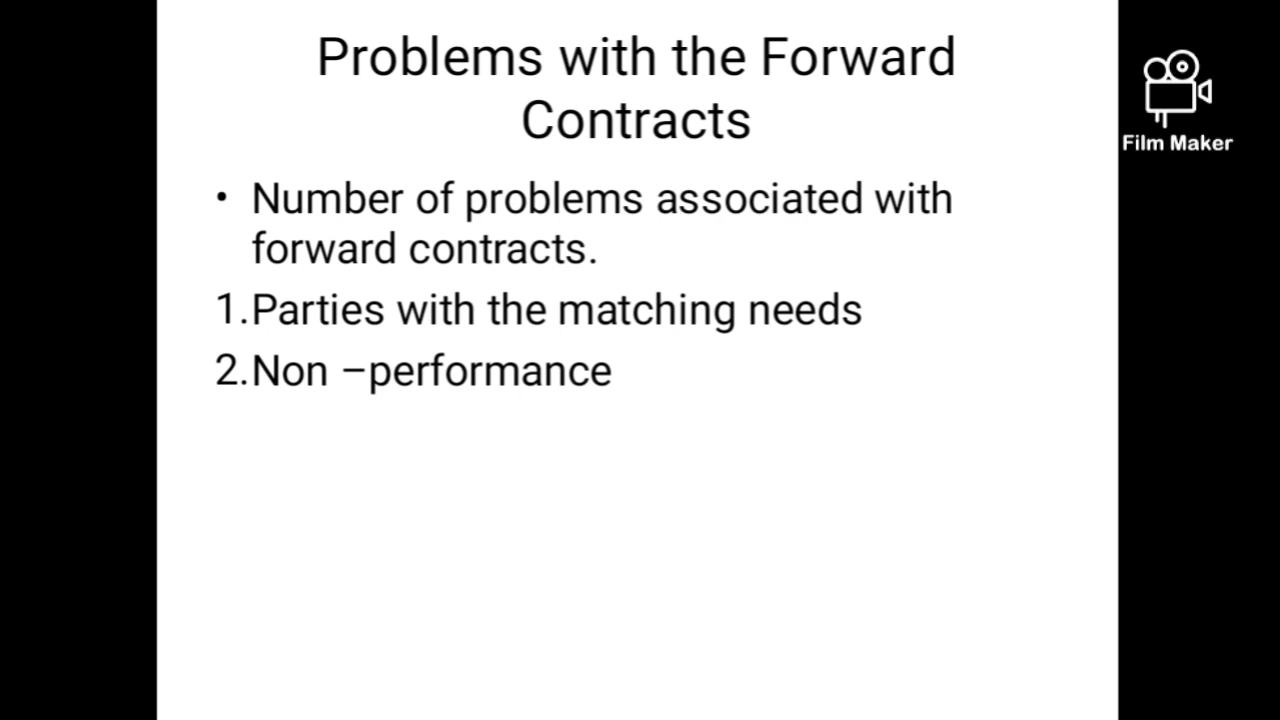 Problems with the Forward
Contracts
• Number of problems associated with
forward contracts.
1.Parties with the matching needs
2.Non –performance
Film Maker